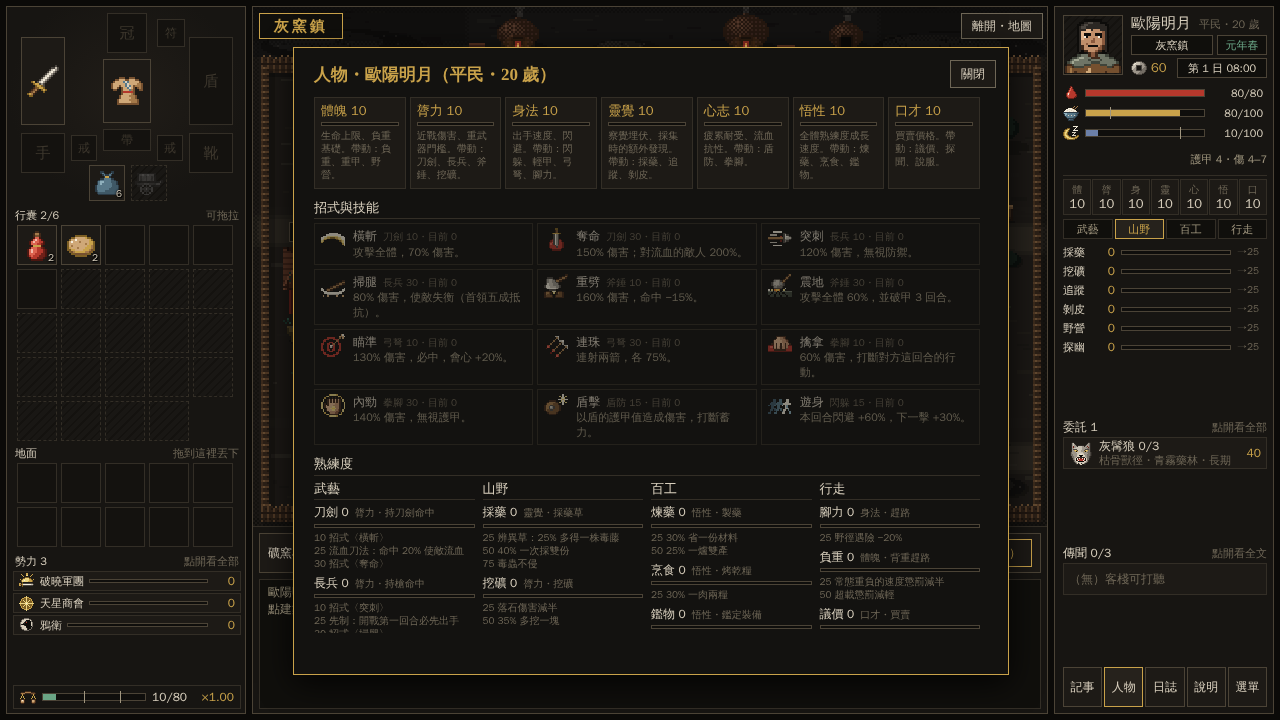 冠
符
盾
手
戒
帶
戒
靴
6
行囊 2/6
可拖拉
2
2
地面
拖到這裡丟下
勢力 3
點開看全部
破曉軍團
0
天星商會
0
鴉衛
0
10/80
×1.00
灰窯鎮
離開・地圖
人物・歐陽明月（平民・20 歲）
關閉
體魄 10
生命上限、負重基礎。帶動：負重、重甲、野營。
膂力 10
近戰傷害、重武器門檻。帶動：刀劍、長兵、斧錘、挖礦。
身法 10
出手速度、閃避。帶動：閃躲、輕甲、弓弩、腳力。
靈覺 10
察覺埋伏、採集時的額外發現。帶動：採藥、追蹤、剝皮。
心志 10
疲累耐受、流血抗性。帶動：盾防、拳腳。
悟性 10
全體熟練度成長速度。帶動：煉藥、烹食、鑑物。
口才 10
買賣價格。帶動：議價、探聞、說服。
招式與技能
橫斬 刀劍 10・目前 0
攻擊全體，70% 傷害。
奪命 刀劍 30・目前 0
150% 傷害；對流血的敵人 200%。
突刺 長兵 10・目前 0
120% 傷害，無視防禦。
掃腿 長兵 30・目前 0
80% 傷害，使敵失衡（首領五成抵抗）。
重劈 斧錘 10・目前 0
160% 傷害，命中 −15%。
震地 斧錘 30・目前 0
攻擊全體 60%，並破甲 3 回合。
瞄準 弓弩 10・目前 0
130% 傷害，必中，會心 +20%。
連珠 弓弩 30・目前 0
連射兩箭，各 75%。
擒拿 拳腳 10・目前 0
60% 傷害，打斷對方這回合的行動。
內勁 拳腳 30・目前 0
140% 傷害，無視護甲。
盾擊 盾防 15・目前 0
以盾的護甲值造成傷害，打斷蓄力。
遊身 閃躲 15・目前 0
本回合閃避 +60%，下一擊 +30%。
熟練度
武藝
刀劍 0 膂力・持刀劍命中
10 招式〈橫斬〉
25 流血刀法：命中 20% 使敵流血
30 招式〈奪命〉
長兵 0 膂力・持槍命中
10 招式〈突刺〉
25 先制：開戰第一回合必先出手
山野
採藥 0 靈覺・採藥草
25 辨異草：25% 多得一株毒藤
50 40% 一次採雙份
75 毒蟲不侵
挖礦 0 膂力・挖礦
25 落石傷害減半
50 35% 多挖一塊
百工
煉藥 0 悟性・製藥
25 30% 省一份材料
50 25% 一爐雙產
烹食 0 悟性・烤乾糧
25 30% 一肉兩糧
鑑物 0 悟性・鑑定裝備
行走
腳力 0 身法・趕路
25 野徑遇險 −20%
負重 0 體魄・背重趕路
25 常態重負的速度懲罰減半
50 超載懲罰減輕
議價 0 口才・買賣
礦窯
歐陽
點建
）
歐陽明月 平民・20 歲
灰窯鎮
元年春
60
第 1 日 08:00
80/80
80/100
10/100
護甲 4・傷 4–7
體 膂 身 靈 心 悟 口
10 10 10 10 10 10 10
武藝 山野 百工 行走
採藥 0 →25
挖礦 0 →25
追蹤 0 →25
剝皮 0 →25
野營 0 →25
探幽 0 →25
委託 1
點開看全部
灰髯狼 0/3
40
枯骨獸徑・青霧藥林・長期
傳聞 0/3
點開看全文
（無）客棧可打聽
記事 人物 日誌 說明 選單